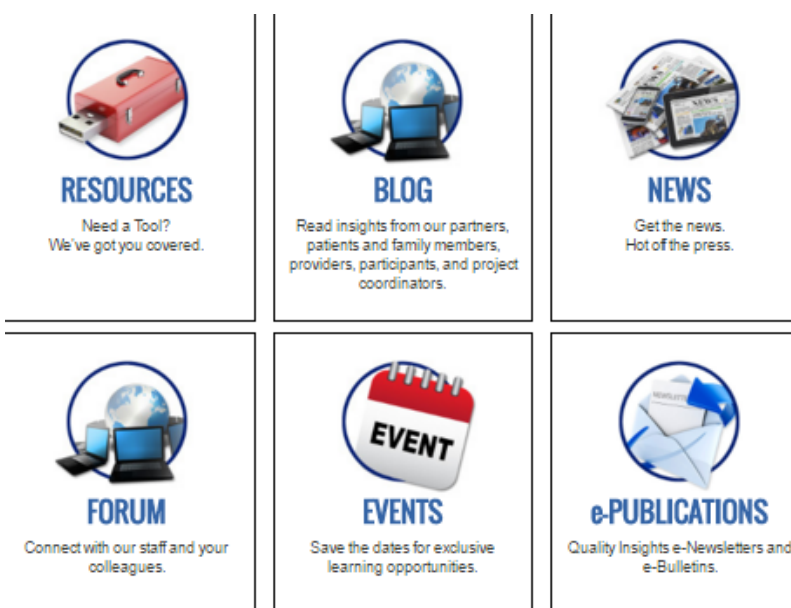 RESOURCES
Need a Tool?
We've got you covered.
BLOG
Read insights from our partners,
patients and family members,
providers, participants, and project
coordinators.
NEWS
NEWS
Get the news.
Hot of the press.
FORUM
Connect with our staff and your
colleagues.
EVENT
EVENTS
Save the dates for exclusive
learning opportunities.
e-PUBLICATIONS
Quality Insights e-Newsletters and
e-Bulletins.